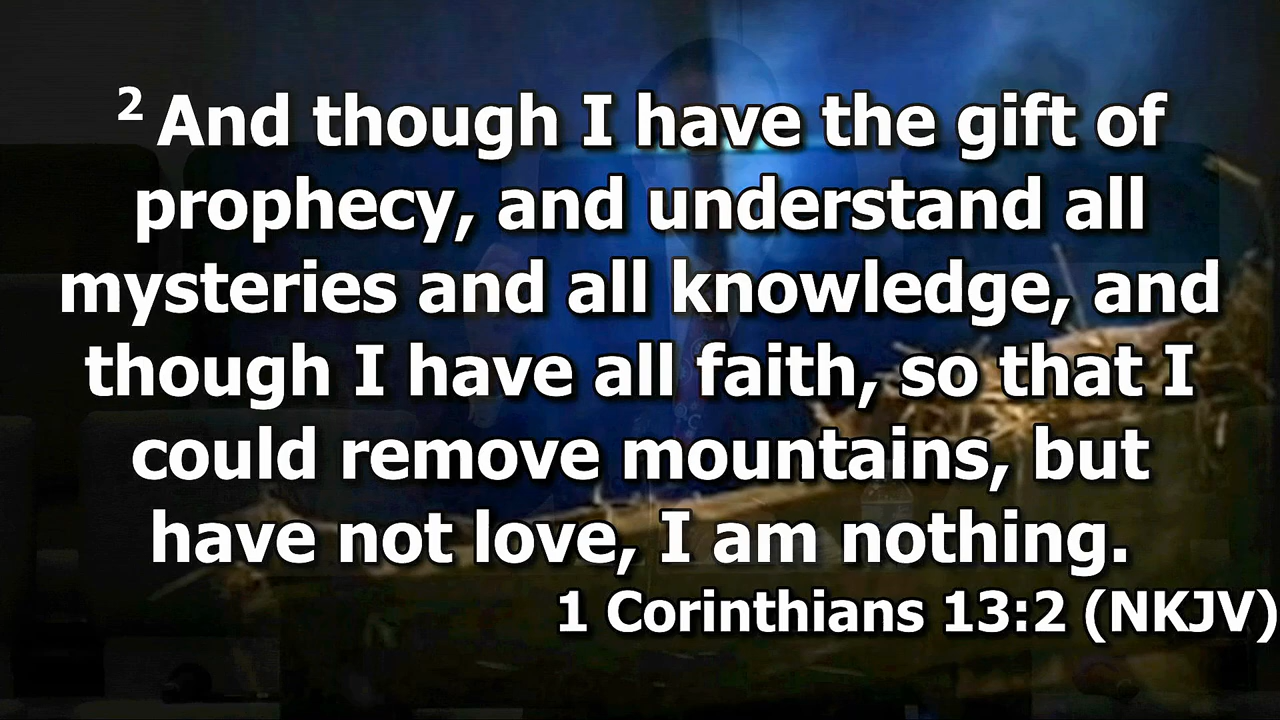 2 And though I have the gift of
prophecy, and understand all
mysteries and all knowledge, and
though I have all faith, so that I
could remove mountains, but
have not love, I am nothing.
1 Corinthians 13:2 (NKJV)